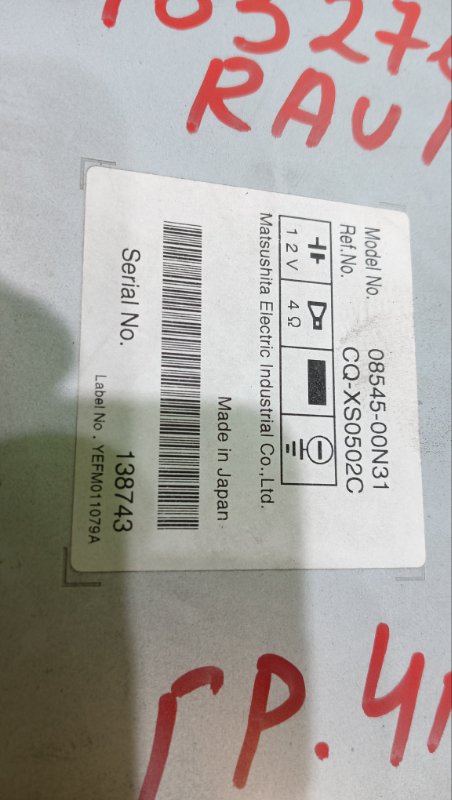 RAV
Model No. 08545-00N31
Ref.No. CQ-XS0502C
12V 4Ω
Matsushita Electric Industrial Co.,Ltd.
Made in Japan
Serial No. 138743
Label No. YEFM011079A
гр.